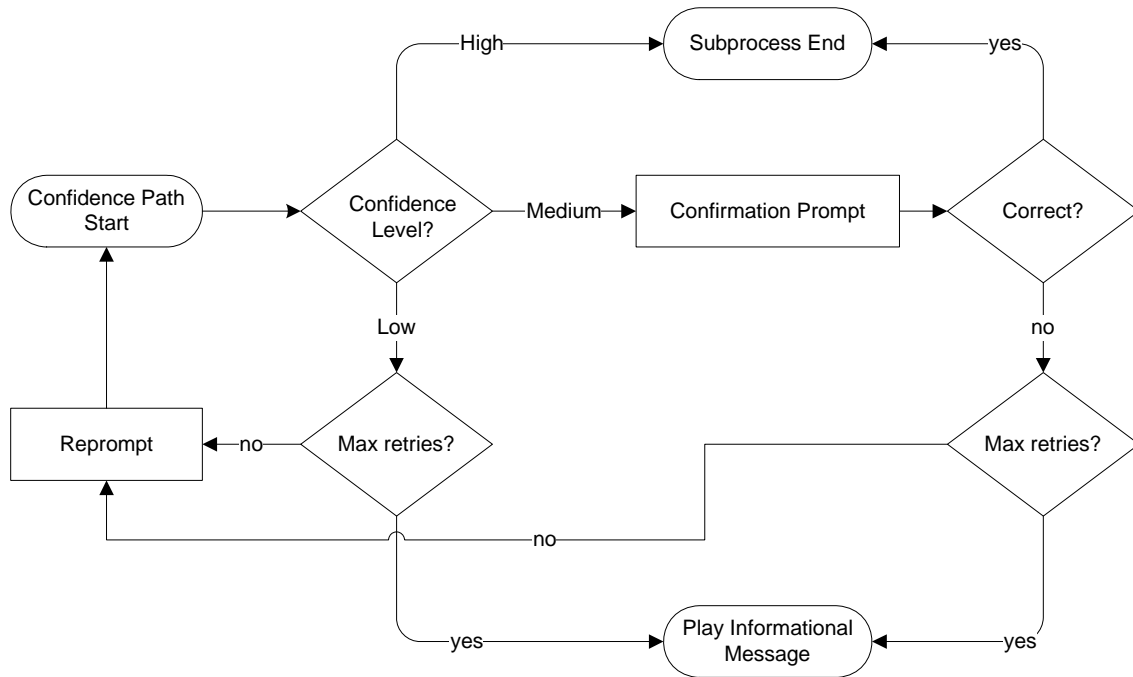 High
Subprocess End
yes
Confidence Path
Start
Confidence
Level?
Medium
Confirmation Prompt
Correct?
Low
no
Reprompt
no
Max retries?
Max retries?
no
yes
Play Informational
Message
yes